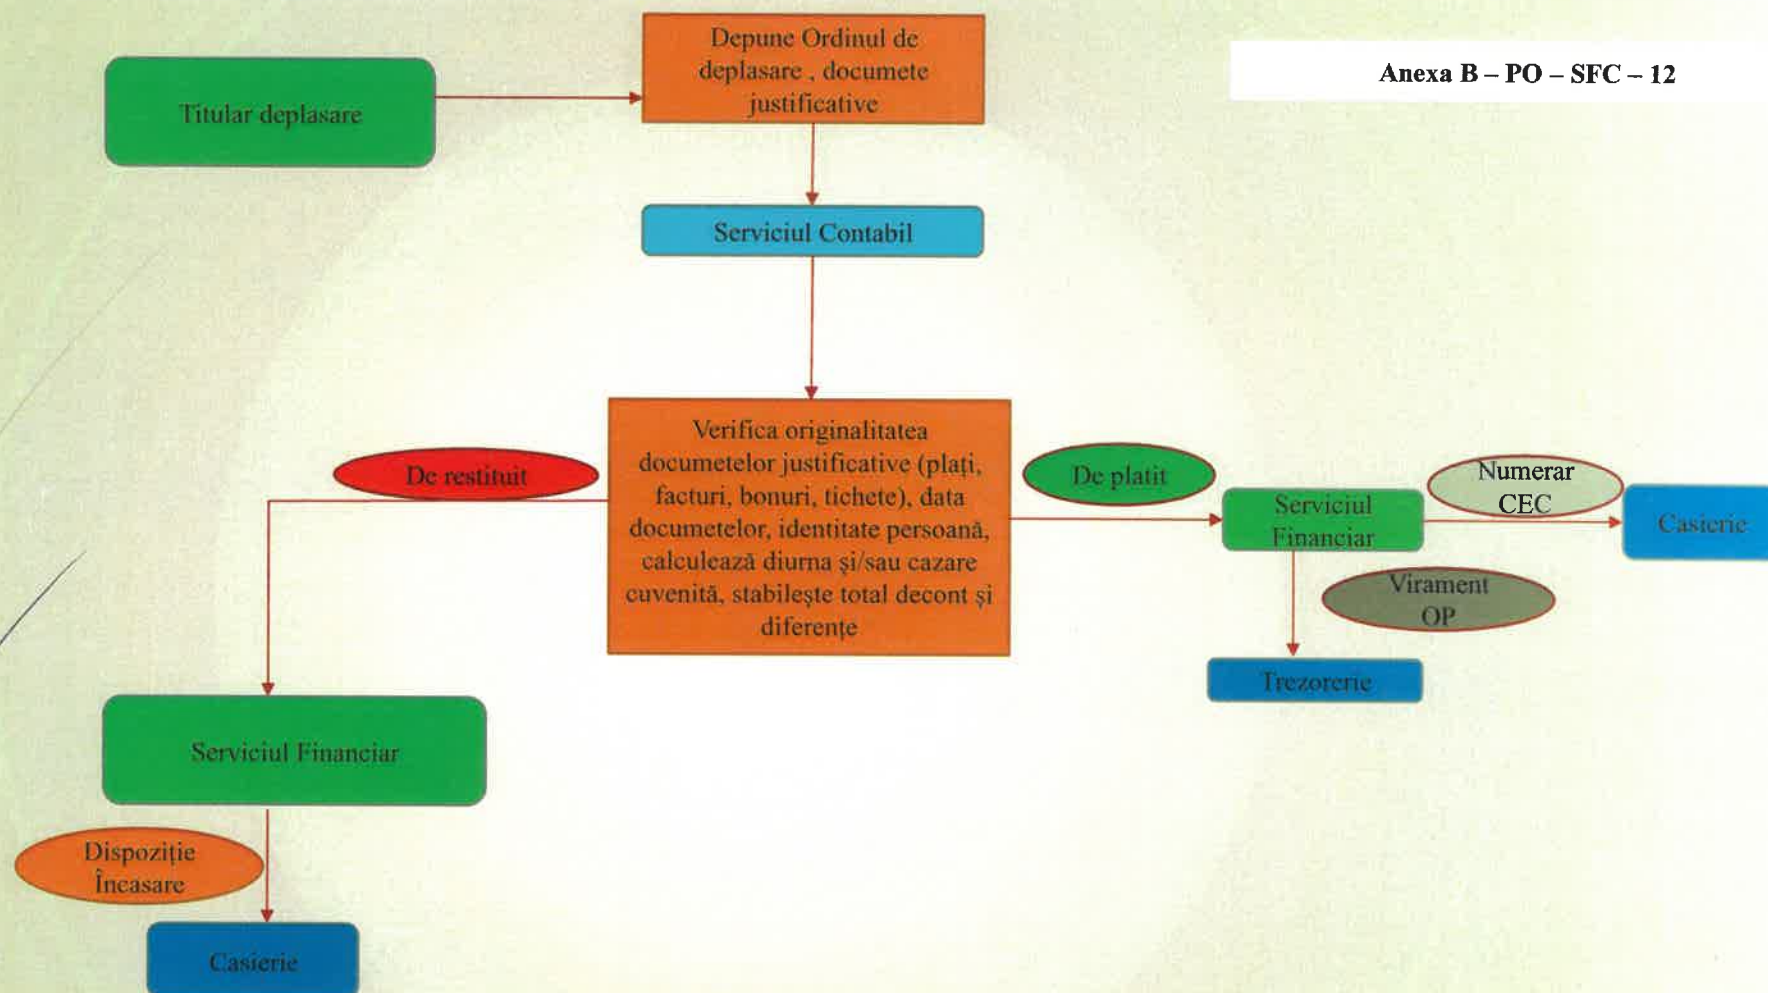 Depune Ordinul de
deplasare , documete
justificative
Anexa B – PO – SFC – 12
Titular deplasare
Serviciul Contabil
Verifica originalitatea
documetelor justificative (plați,
facturi, bonuri, tichete), data
documetelor, identitate persoană,
calculează diurna și/sau cazare
cuvenită, stabilește total decont și
diferențe
De restituit
De platit
Numerar
CEC
Serviciul
Financiar
Casierie
Virament
OP
Trezorerie
Serviciul Financiar
Dispoziție
Încasare
Casierie